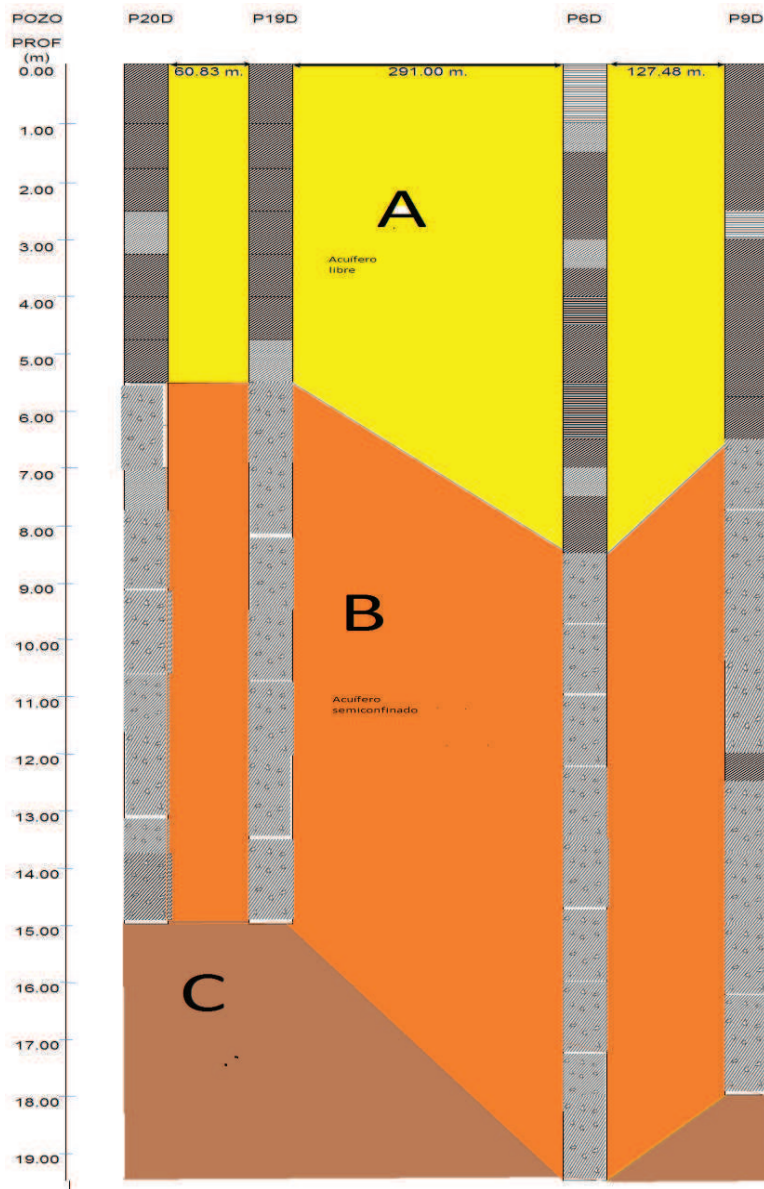 POZO P20D P19D P6D P9D
PROF
(m)
0.00
60.83 m. 291.00 m. 127.48 m.
1.00
2.00
A
3.00
Acuífero
libre
4.00
5.00
6.00
7.00
8.00
9.00
B
10.00
11.00
Acuífero
semiconfinado
12.00
13.00
14.00
15.00
16.00
C
17.00
18.00
19.00